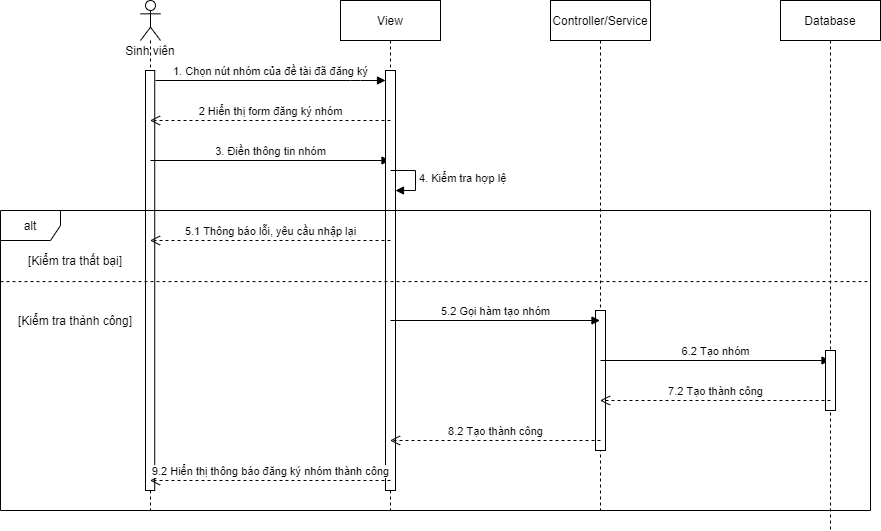 Sinh viên
View
Controller/Service
Database
1. Chọn nút nhóm của đề tài đã đăng ký
2 Hiển thị form đăng ký nhóm
3. Điền thông tin nhóm
4. Kiểm tra hợp lệ
alt
5.1 Thông báo lỗi, yêu cầu nhập lại
[Kiểm tra thất bại]
5.2 Gọi hàm tạo nhóm
[Kiểm tra thành công]
6.2 Tạo nhóm
7.2 Tạo thành công
8.2 Tạo thành công
9.2 Hiển thị thông báo đăng ký nhóm thành công